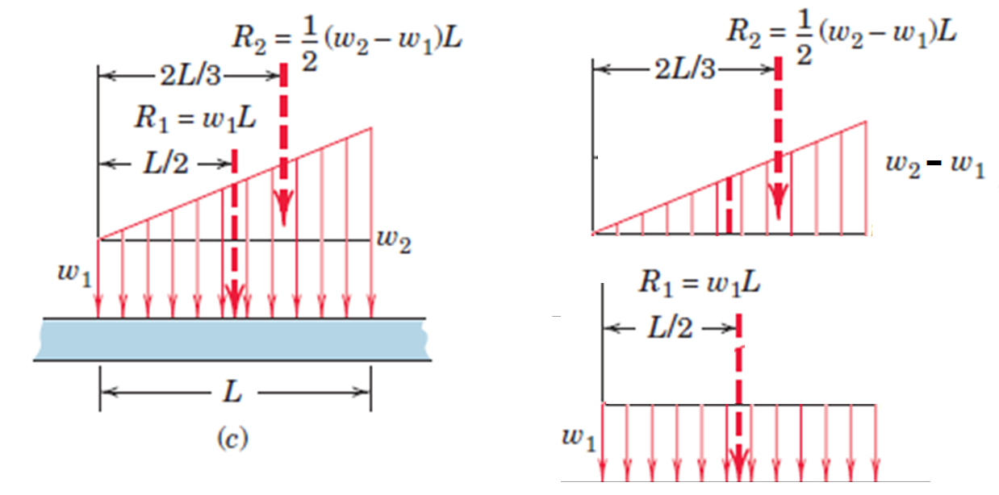 R₂ = 1/2 (w₂ – w₁)L
2L/3
R₁ = w₁L
L/2
w₂
w₁
L
(c)
R₂ = 1/2 (w₂ – w₁)L
2L/3
w₂ - w₁
R₁ = w₁L
L/2
w₁